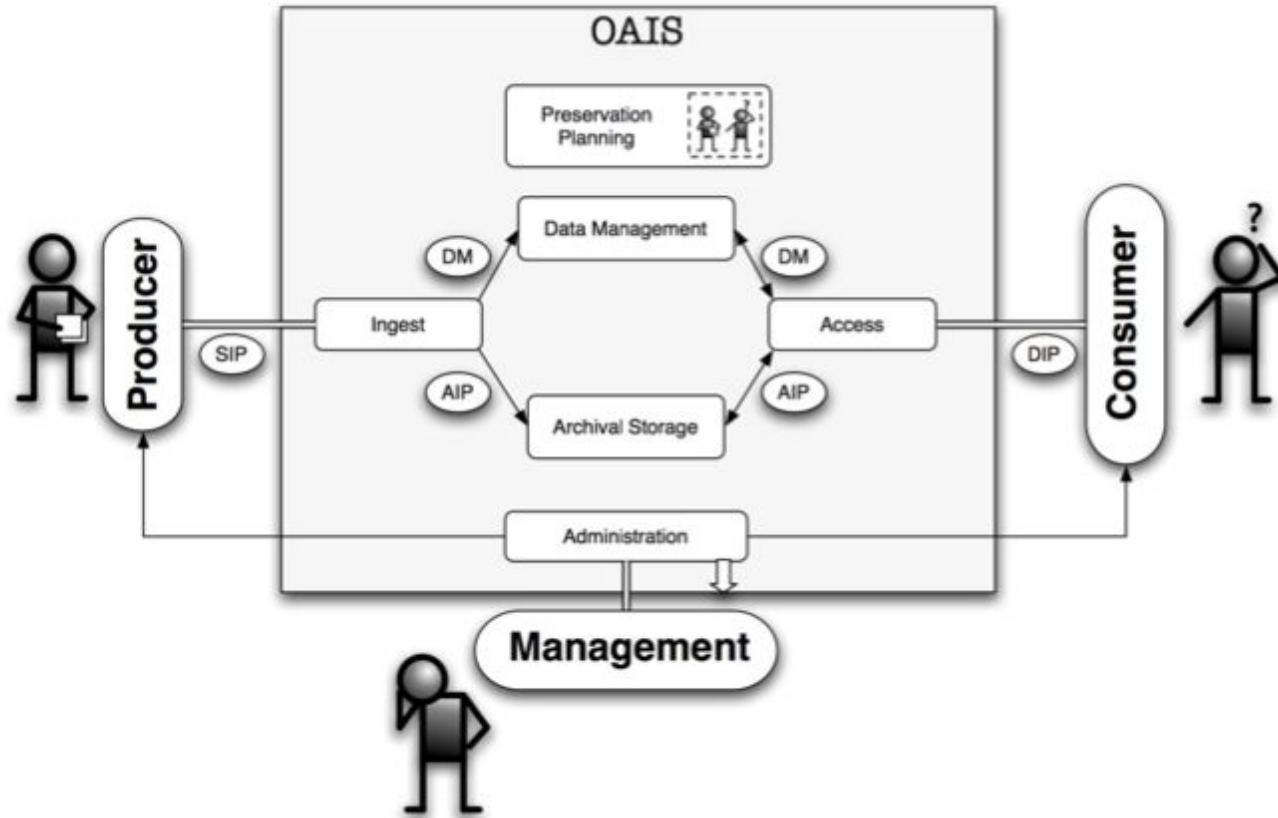 OAIS
Preservation
Planning
?
Data Management
DM
DM
?
Producer
Ingest
Access
Consumer
SIP
DIP
AIP
AIP
Archival Storage
Administration
Management